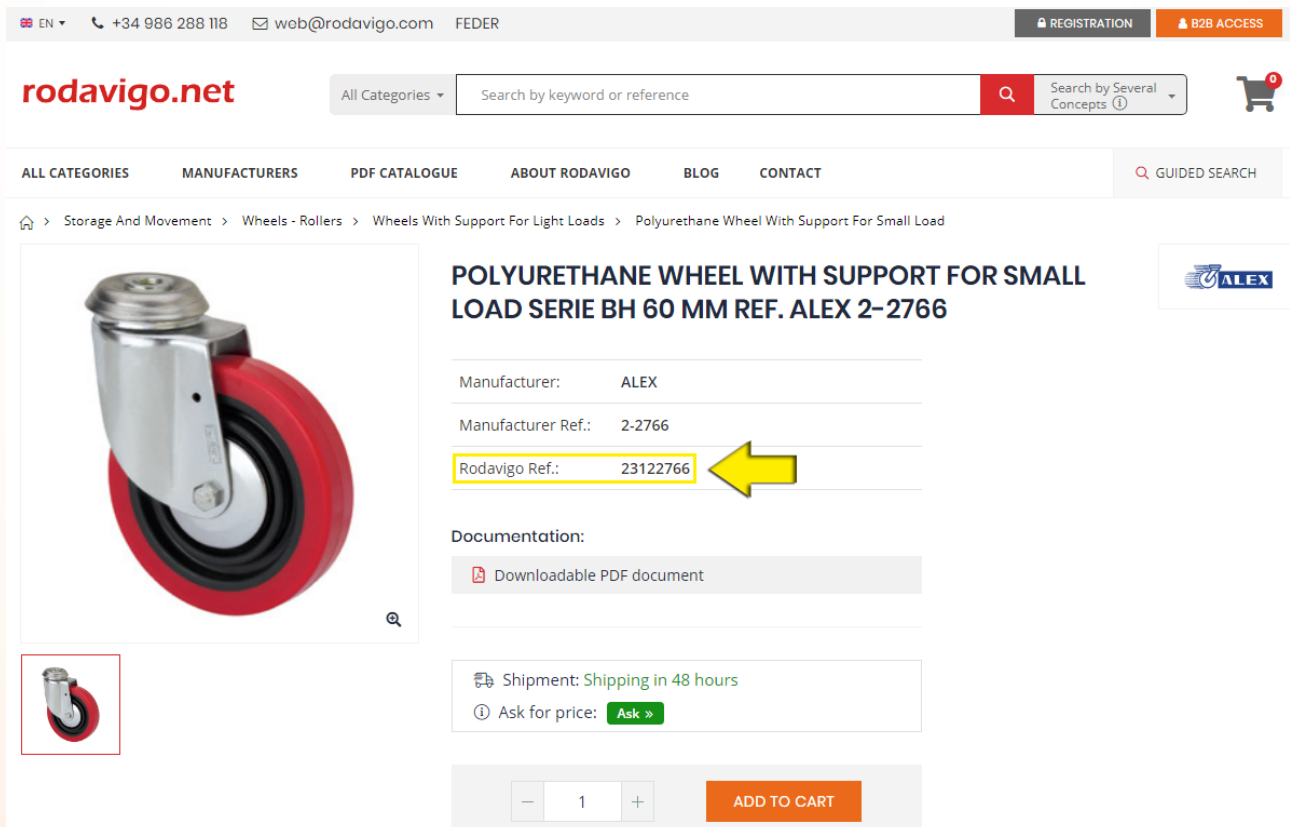 EN +34 986 288 118 web@rodavigo.com FEDER REGISTRATION B2B ACCESS
rodavigo.net All Categories Search by keyword or reference Search by Several
Concepts 0
ALL CATEGORIES MANUFACTURERS PDF CATALOGUE ABOUT RODAVIGO BLOG CONTACT GUIDED SEARCH
> Storage And Movement > Wheels - Rollers > Wheels With Support For Light Loads > Polyurethane Wheel With Support For Small Load
POLYURETHANE WHEEL WITH SUPPORT FOR SMALL
LOAD SERIE BH 60 MM REF. ALEX 2-2766
ALEX
Manufacturer: ALEX
Manufacturer Ref.: 2-2766
Rodavigo Ref.: 23122766
Documentation:
Downloadable PDF document
Shipment: Shipping in 48 hours
Ask for price: Ask »
− 1 + ADD TO CART